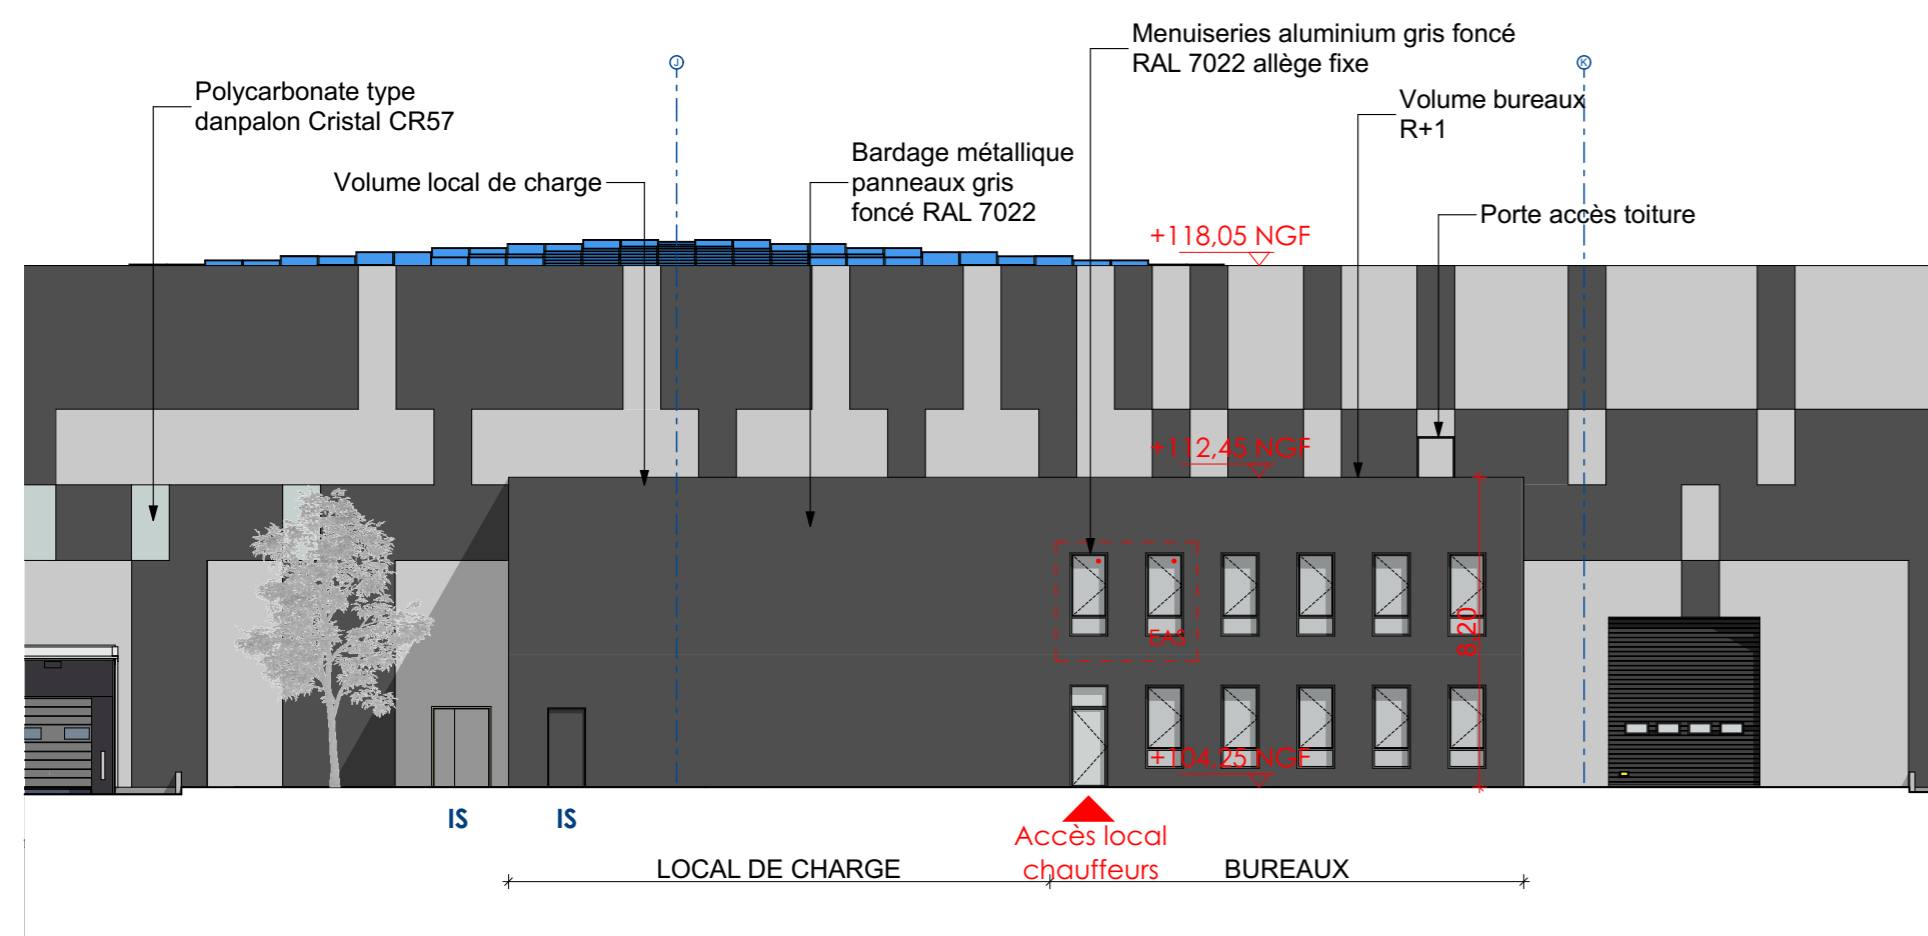 Menuiseries aluminium gris foncé
RAL 7022 allège fixe
J
K
Polycarbonate type
danpalon Cristal CR57
Volume bureaux
R+1
Bardage métallique
panneaux gris
foncé RAL 7022
Volume local de charge
Porte accès toiture
+118,05 NGF
+112,45 NGF
EAS
8,20
+104,25 NGF
IS
IS
Accès local
chauffeurs
LOCAL DE CHARGE
BUREAUX